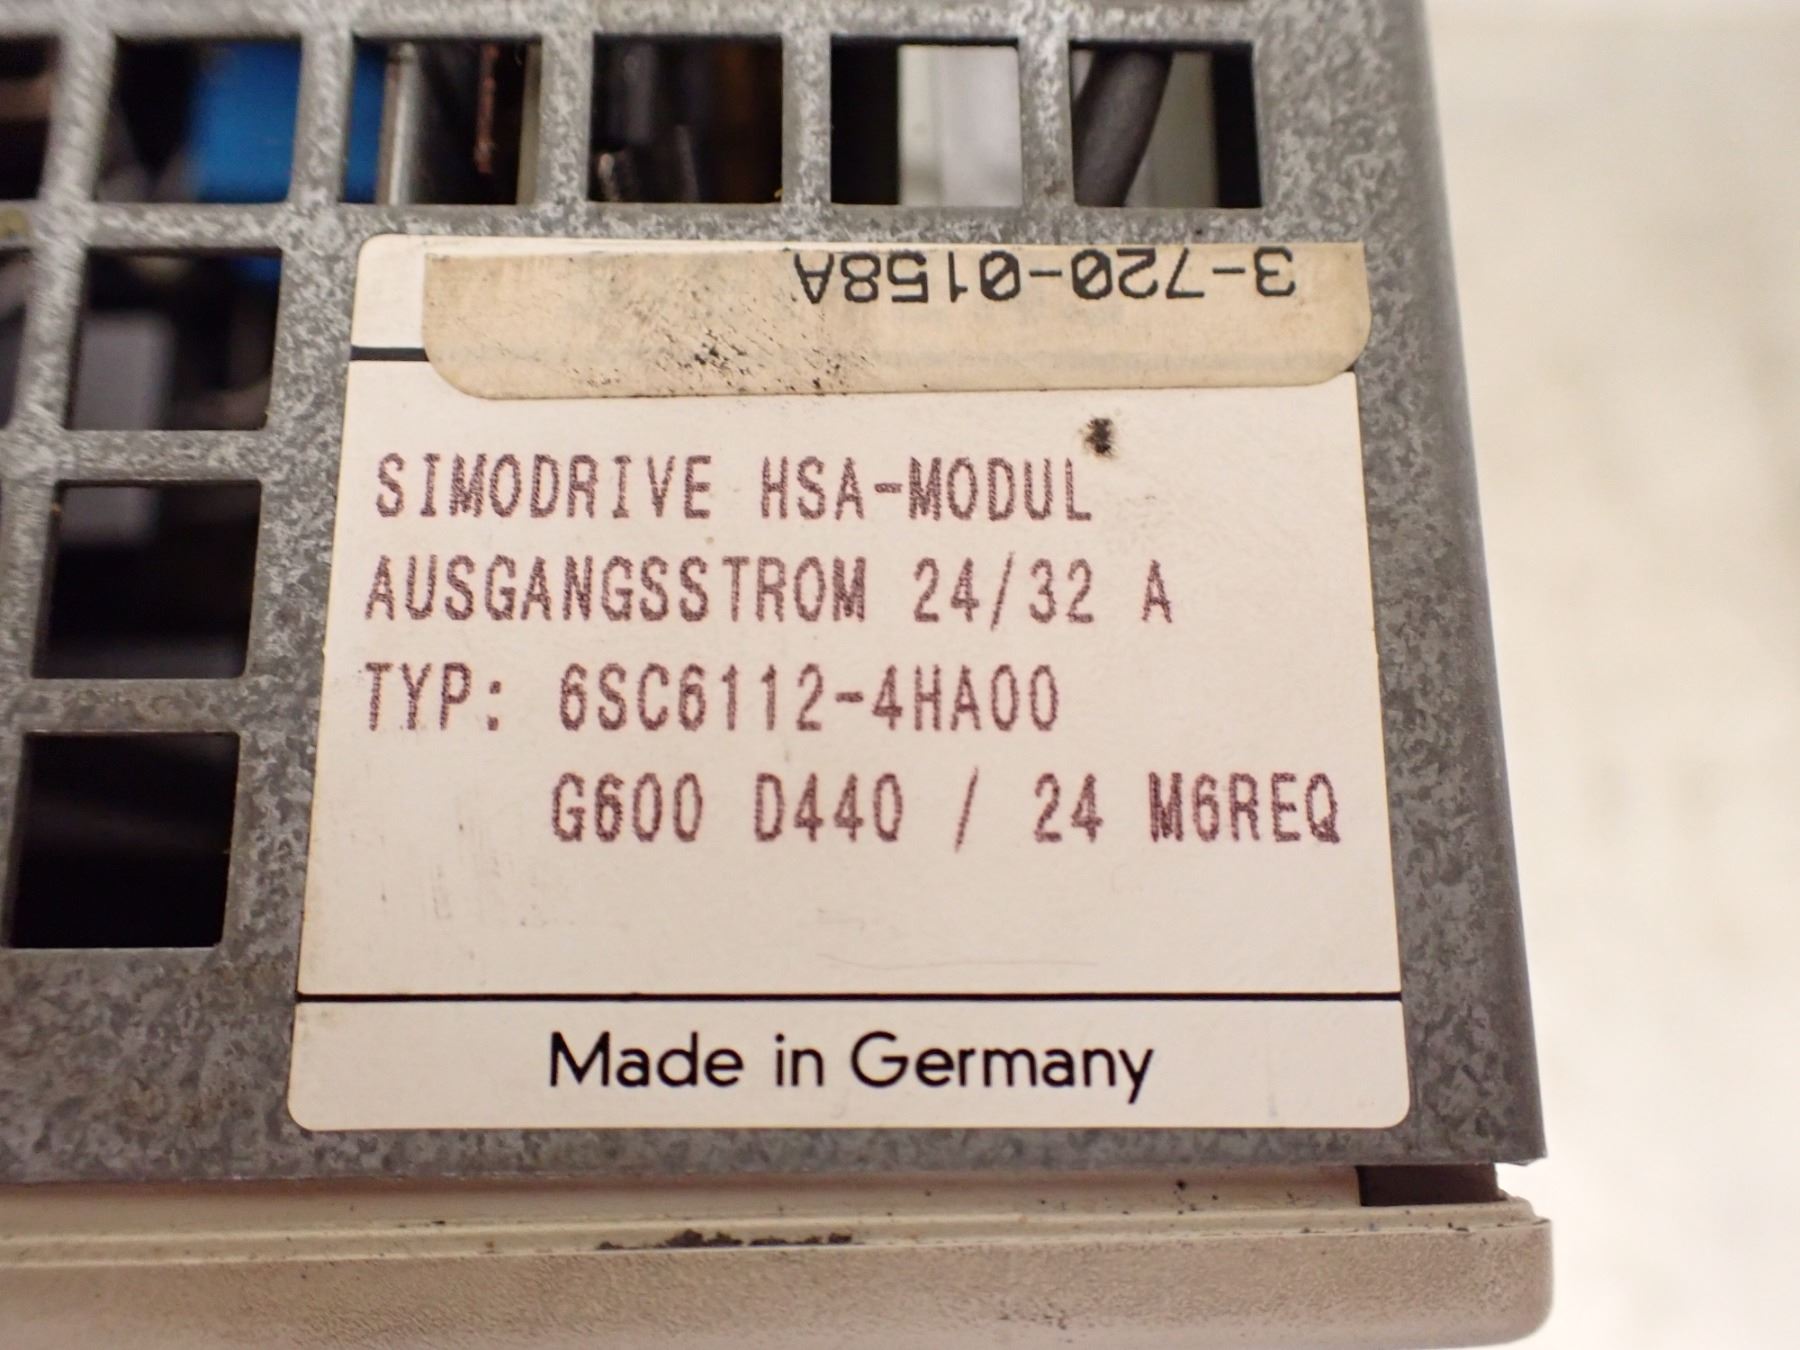 3-720-0158A
SIMODRIVE HSA-MODUL
AUSGANGSSTROM 24/32 A
TYP: 6SC6112-4HA00
G600 D440 / 24 M6REQ
Made in Germany